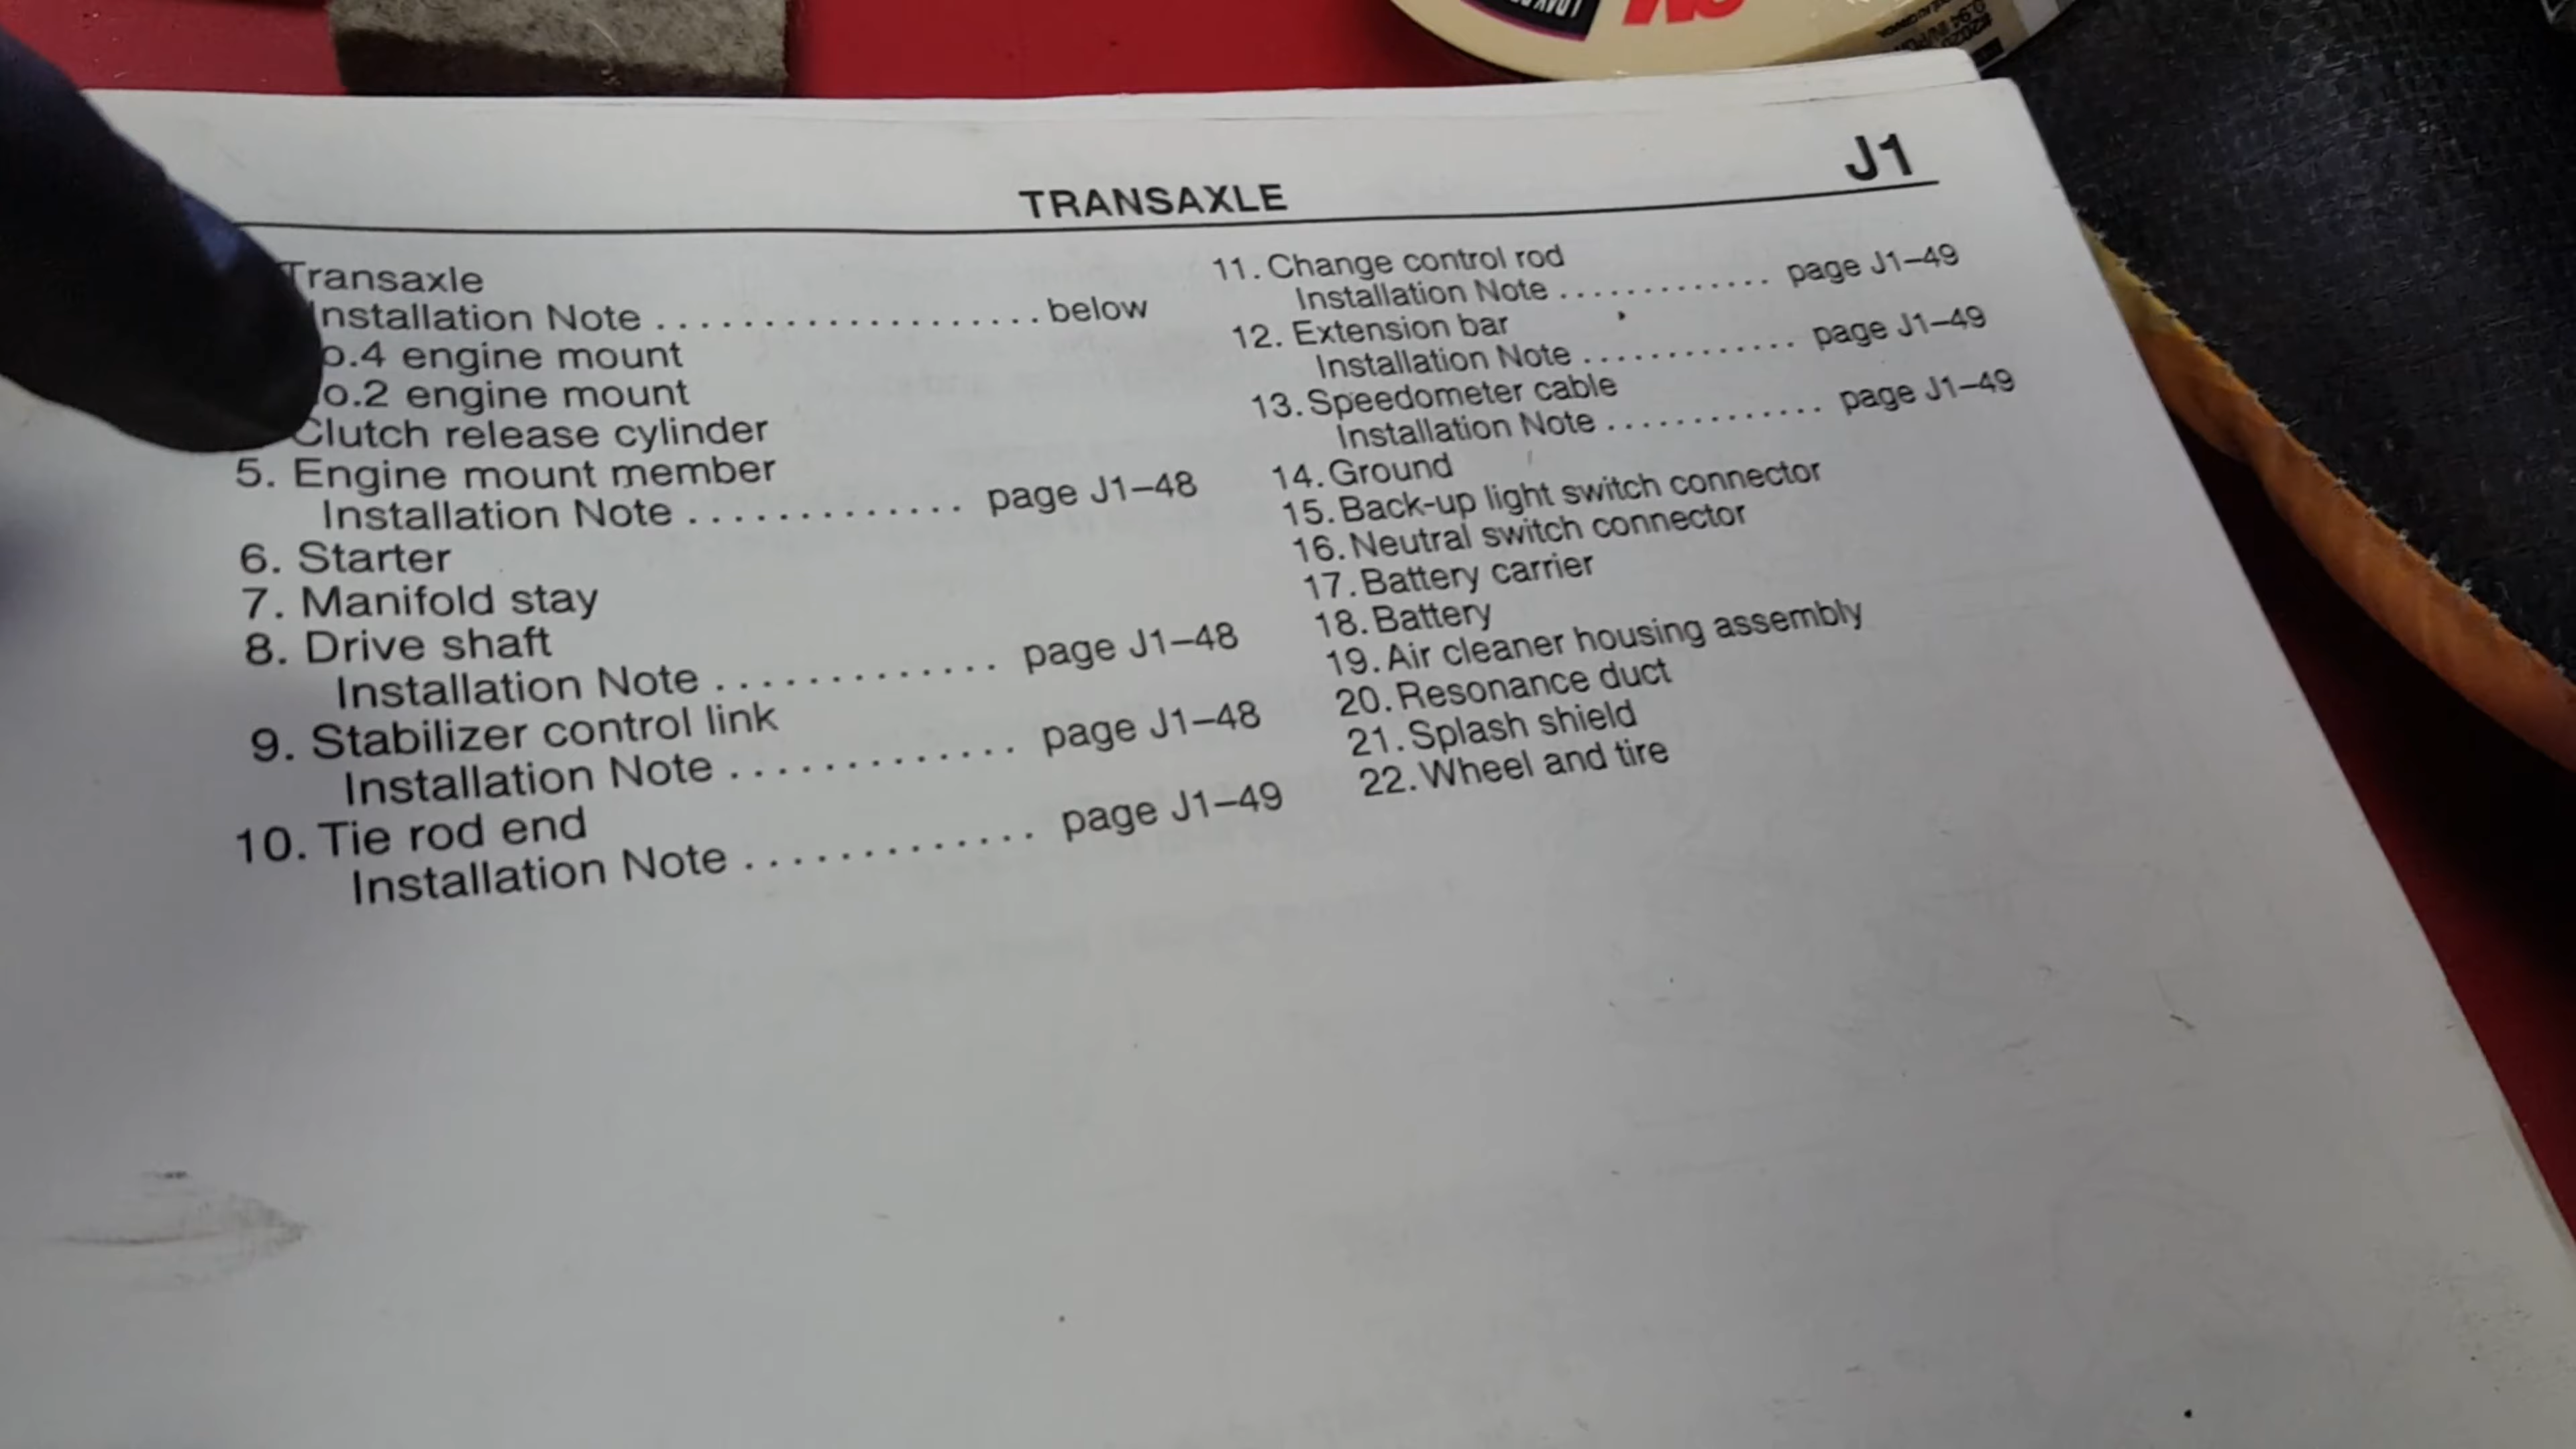 J1
TRANSAXLE
Transaxle
Installation Note ................... below
o.4 engine mount
o.2 engine mount
Clutch release cylinder
5. Engine mount member
Installation Note ............. page J1–48
6. Starter
7. Manifold stay
8. Drive shaft
Installation Note ............. page J1–48
9. Stabilizer control link
Installation Note ............. page J1–48
10. Tie rod end
Installation Note ............. page J1–49
11. Change control rod
Installation Note ............. page J1–49
12. Extension bar
Installation Note ............. page J1–49
13. Speedometer cable
Installation Note ............. page J1–49
14. Ground
15. Back-up light switch connector
16. Neutral switch connector
17. Battery carrier
18. Battery
19. Air cleaner housing assembly
20. Resonance duct
21. Splash shield
22. Wheel and tire